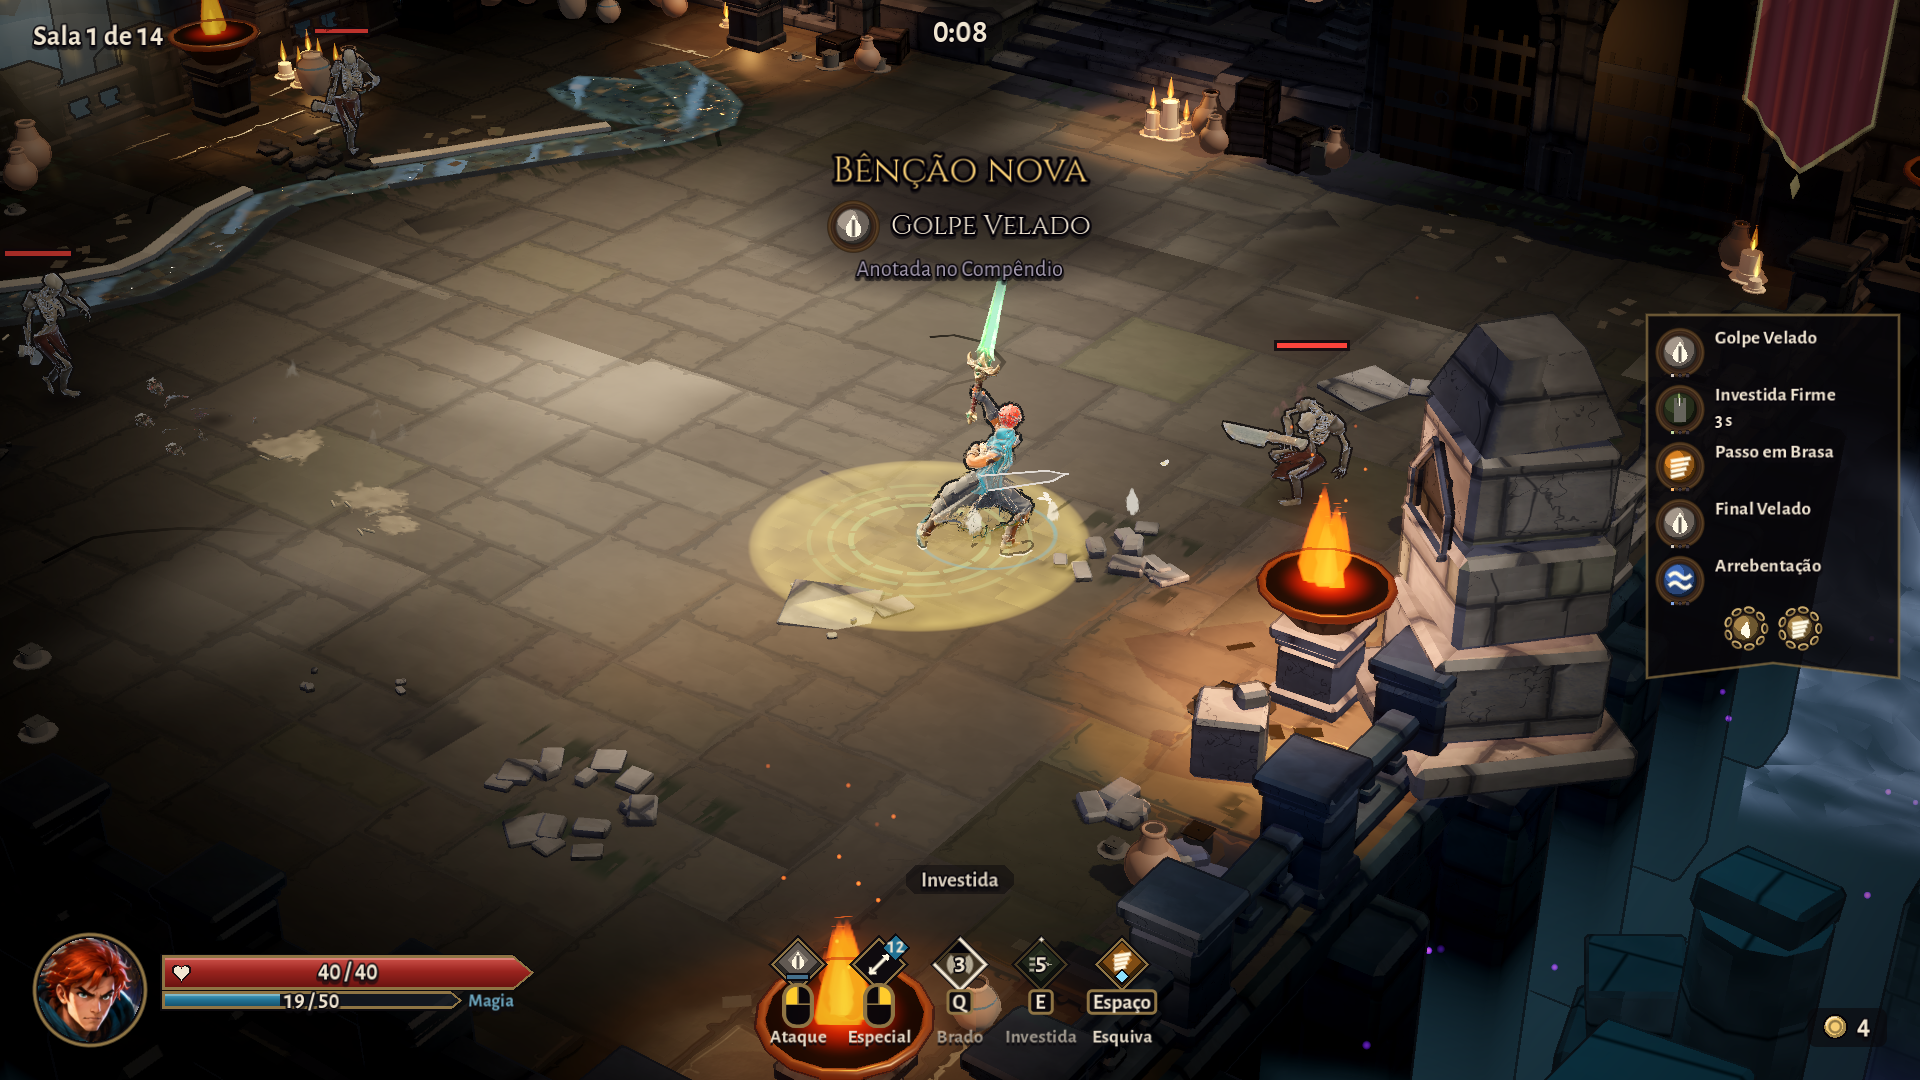 Sala 1 de 14
0:08
BÊNÇÃO NOVA
GOLPE VELADO
Anotada no Compêndio
Golpe Velado
Investida Firme
3 s
Passo em Brasa
Final Velado
Arrebentação
Investida
40/40
19/50
Magia
12
3
5
Q
E
Espaço
Ataque
Especial
Brado
Investida
Esquiva
4